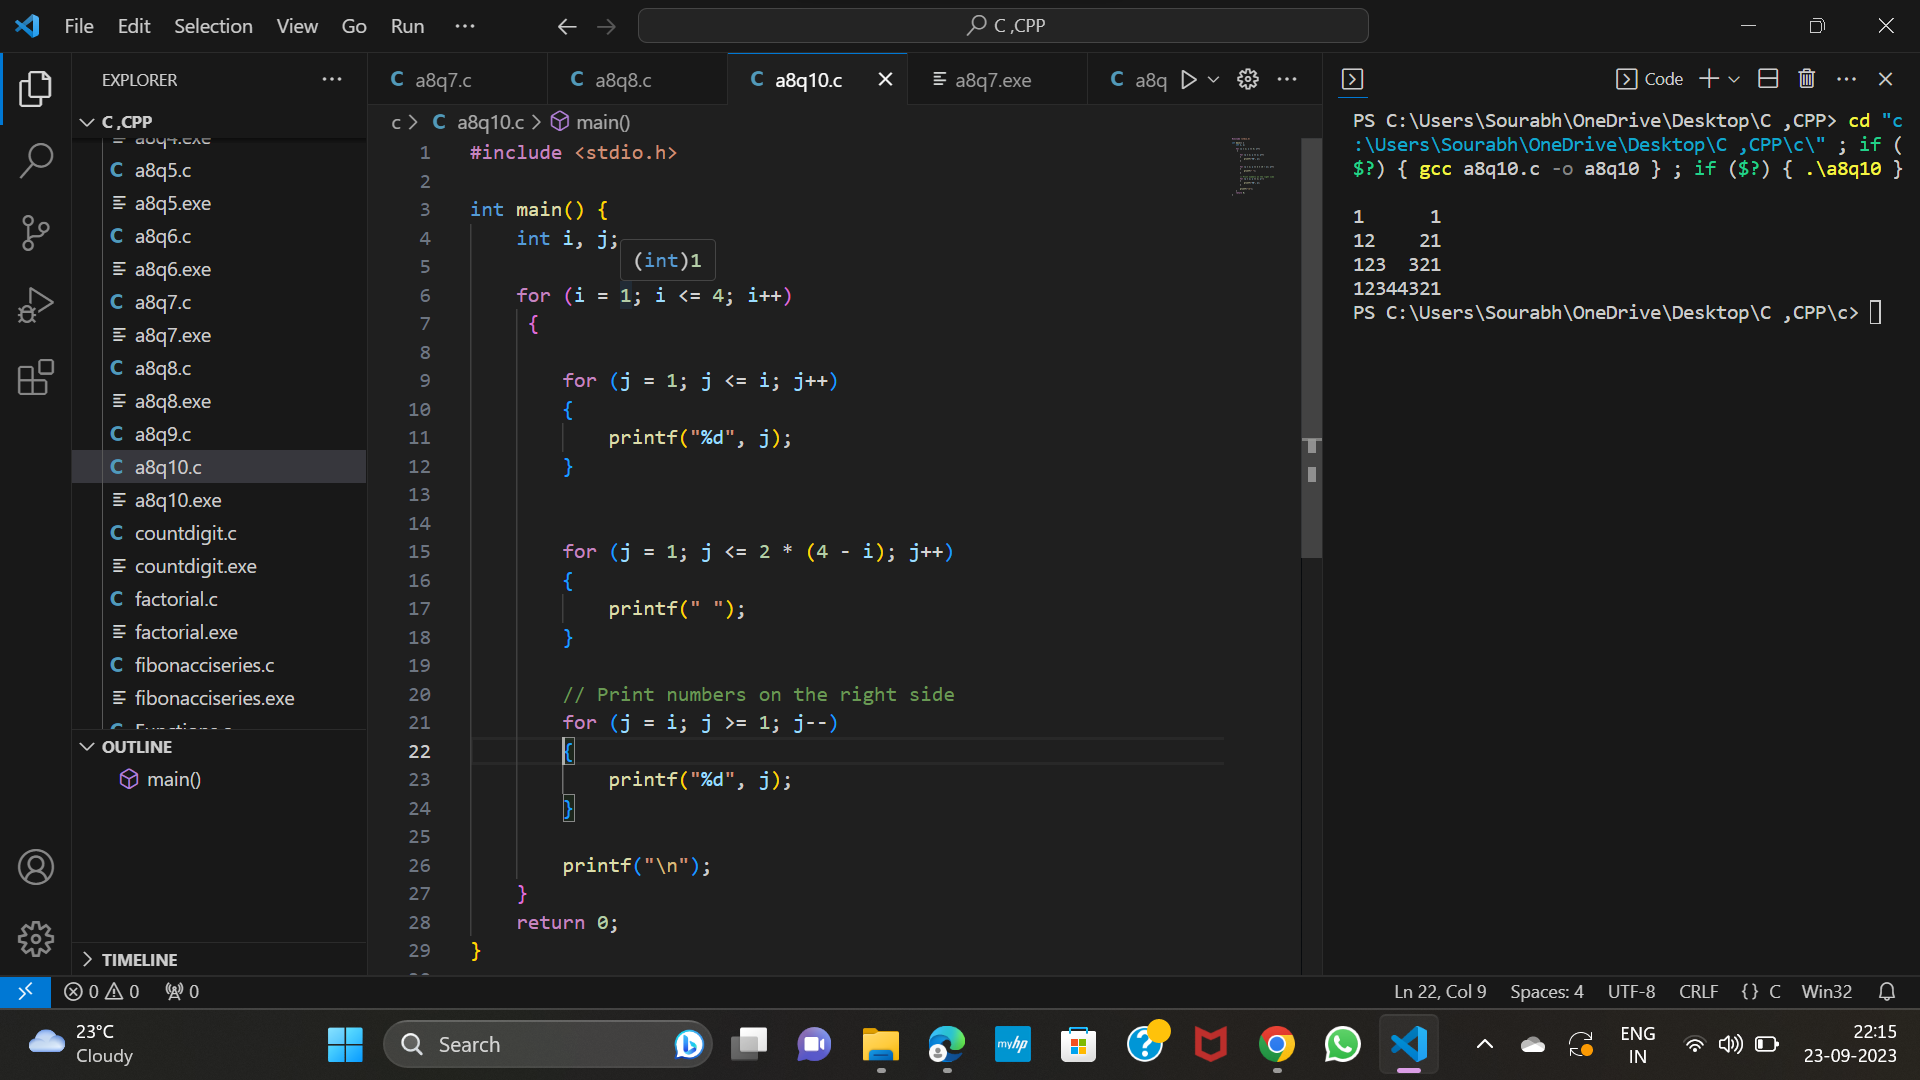 File Edit Selection View Go Run ···
C ,CPP
EXPLORER
C ,CPP
a8q4.exe
a8q5.c
a8q5.exe
a8q6.c
a8q6.exe
a8q7.c
a8q7.exe
a8q8.c
a8q8.exe
a8q9.c
a8q10.c
a8q10.exe
countdigit.c
countdigit.exe
factorial.c
factorial.exe
fibonacciseries.c
fibonacciseries.exe
OUTLINE
main()
TIMELINE
a8q7.c a8q8.c a8q10.c a8q7.exe a8q
c > C a8q10.c > main()
1 #include <stdio.h>
2
3 int main() {
4 int i, j;
(int)1
5
6 for (i = 1; i <= 4; i++)
7 {
8
9 for (j = 1; j <= i; j++)
10 {
11 printf("%d", j);
12 }
13
14
15 for (j = 1; j <= 2 * (4 - i); j++)
16 {
17 printf(" ");
18 }
19
20 // Print numbers on the right side
21 for (j = i; j >= 1; j--)
22 {
23 printf("%d", j);
24 }
25
26 printf("\n");
27 }
28 return 0;
29 }
Code
PS C:\Users\Sourabh\OneDrive\Desktop\C ,CPP> cd "c
:\Users\Sourabh\OneDrive\Desktop\C ,CPP\c\" ; if (
$?) { gcc a8q10.c -o a8q10 } ; if ($?) { .\a8q10 }
1      1
12    21
123  321
12344321
PS C:\Users\Sourabh\OneDrive\Desktop\C ,CPP\c>
0 0 0
Ln 22, Col 9 Spaces: 4 UTF-8 CRLF {} C Win32
23°C
Cloudy
Search
myhp
ENG
IN
22:15
23-09-2023